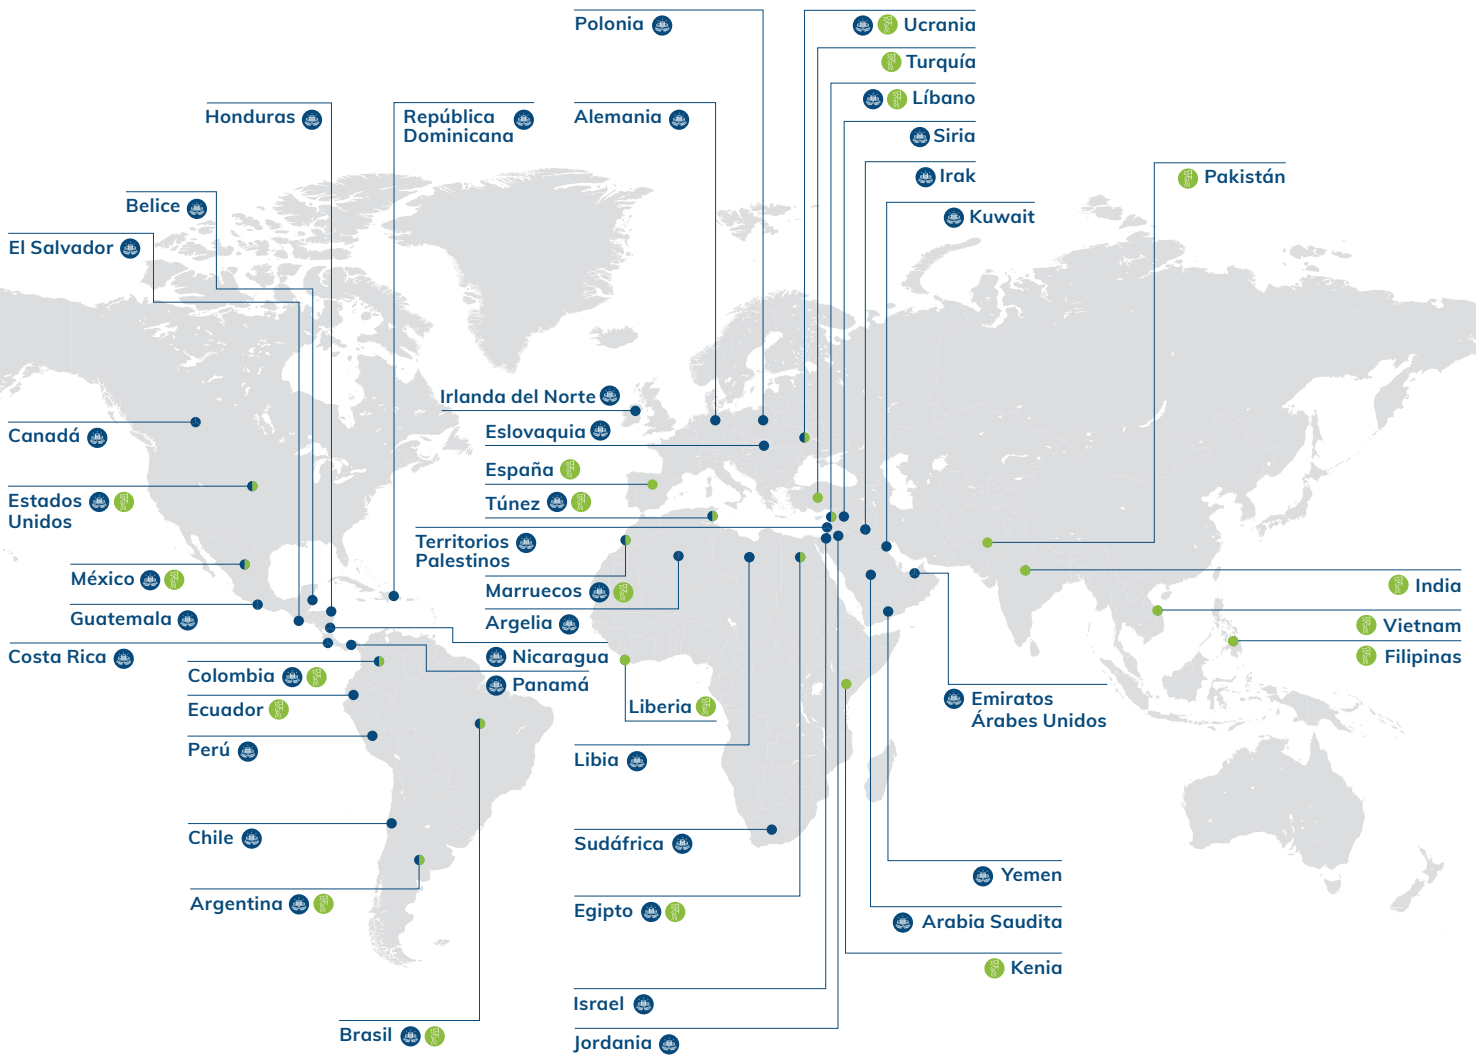 Polonia
Ucrania
Turquía
Líbano
Siria
Irak
Kuwait
Pakistán
Honduras
República
Dominicana
Alemania
Belice
El Salvador
Irlanda del Norte
Eslovaquia
España
Túnez
Territorios
Palestinos
Marruecos
Argelia
Canadá
Estados
Unidos
México
Guatemala
Costa Rica
Nicaragua
Panamá
Colombia
Ecuador
Perú
Chile
Argentina
Brasil
Liberia
Libia
Sudáfrica
Egipto
Israel
Jordania
India
Vietnam
Filipinas
Emiratos
Árabes Unidos
Yemen
Arabia Saudita
Kenia